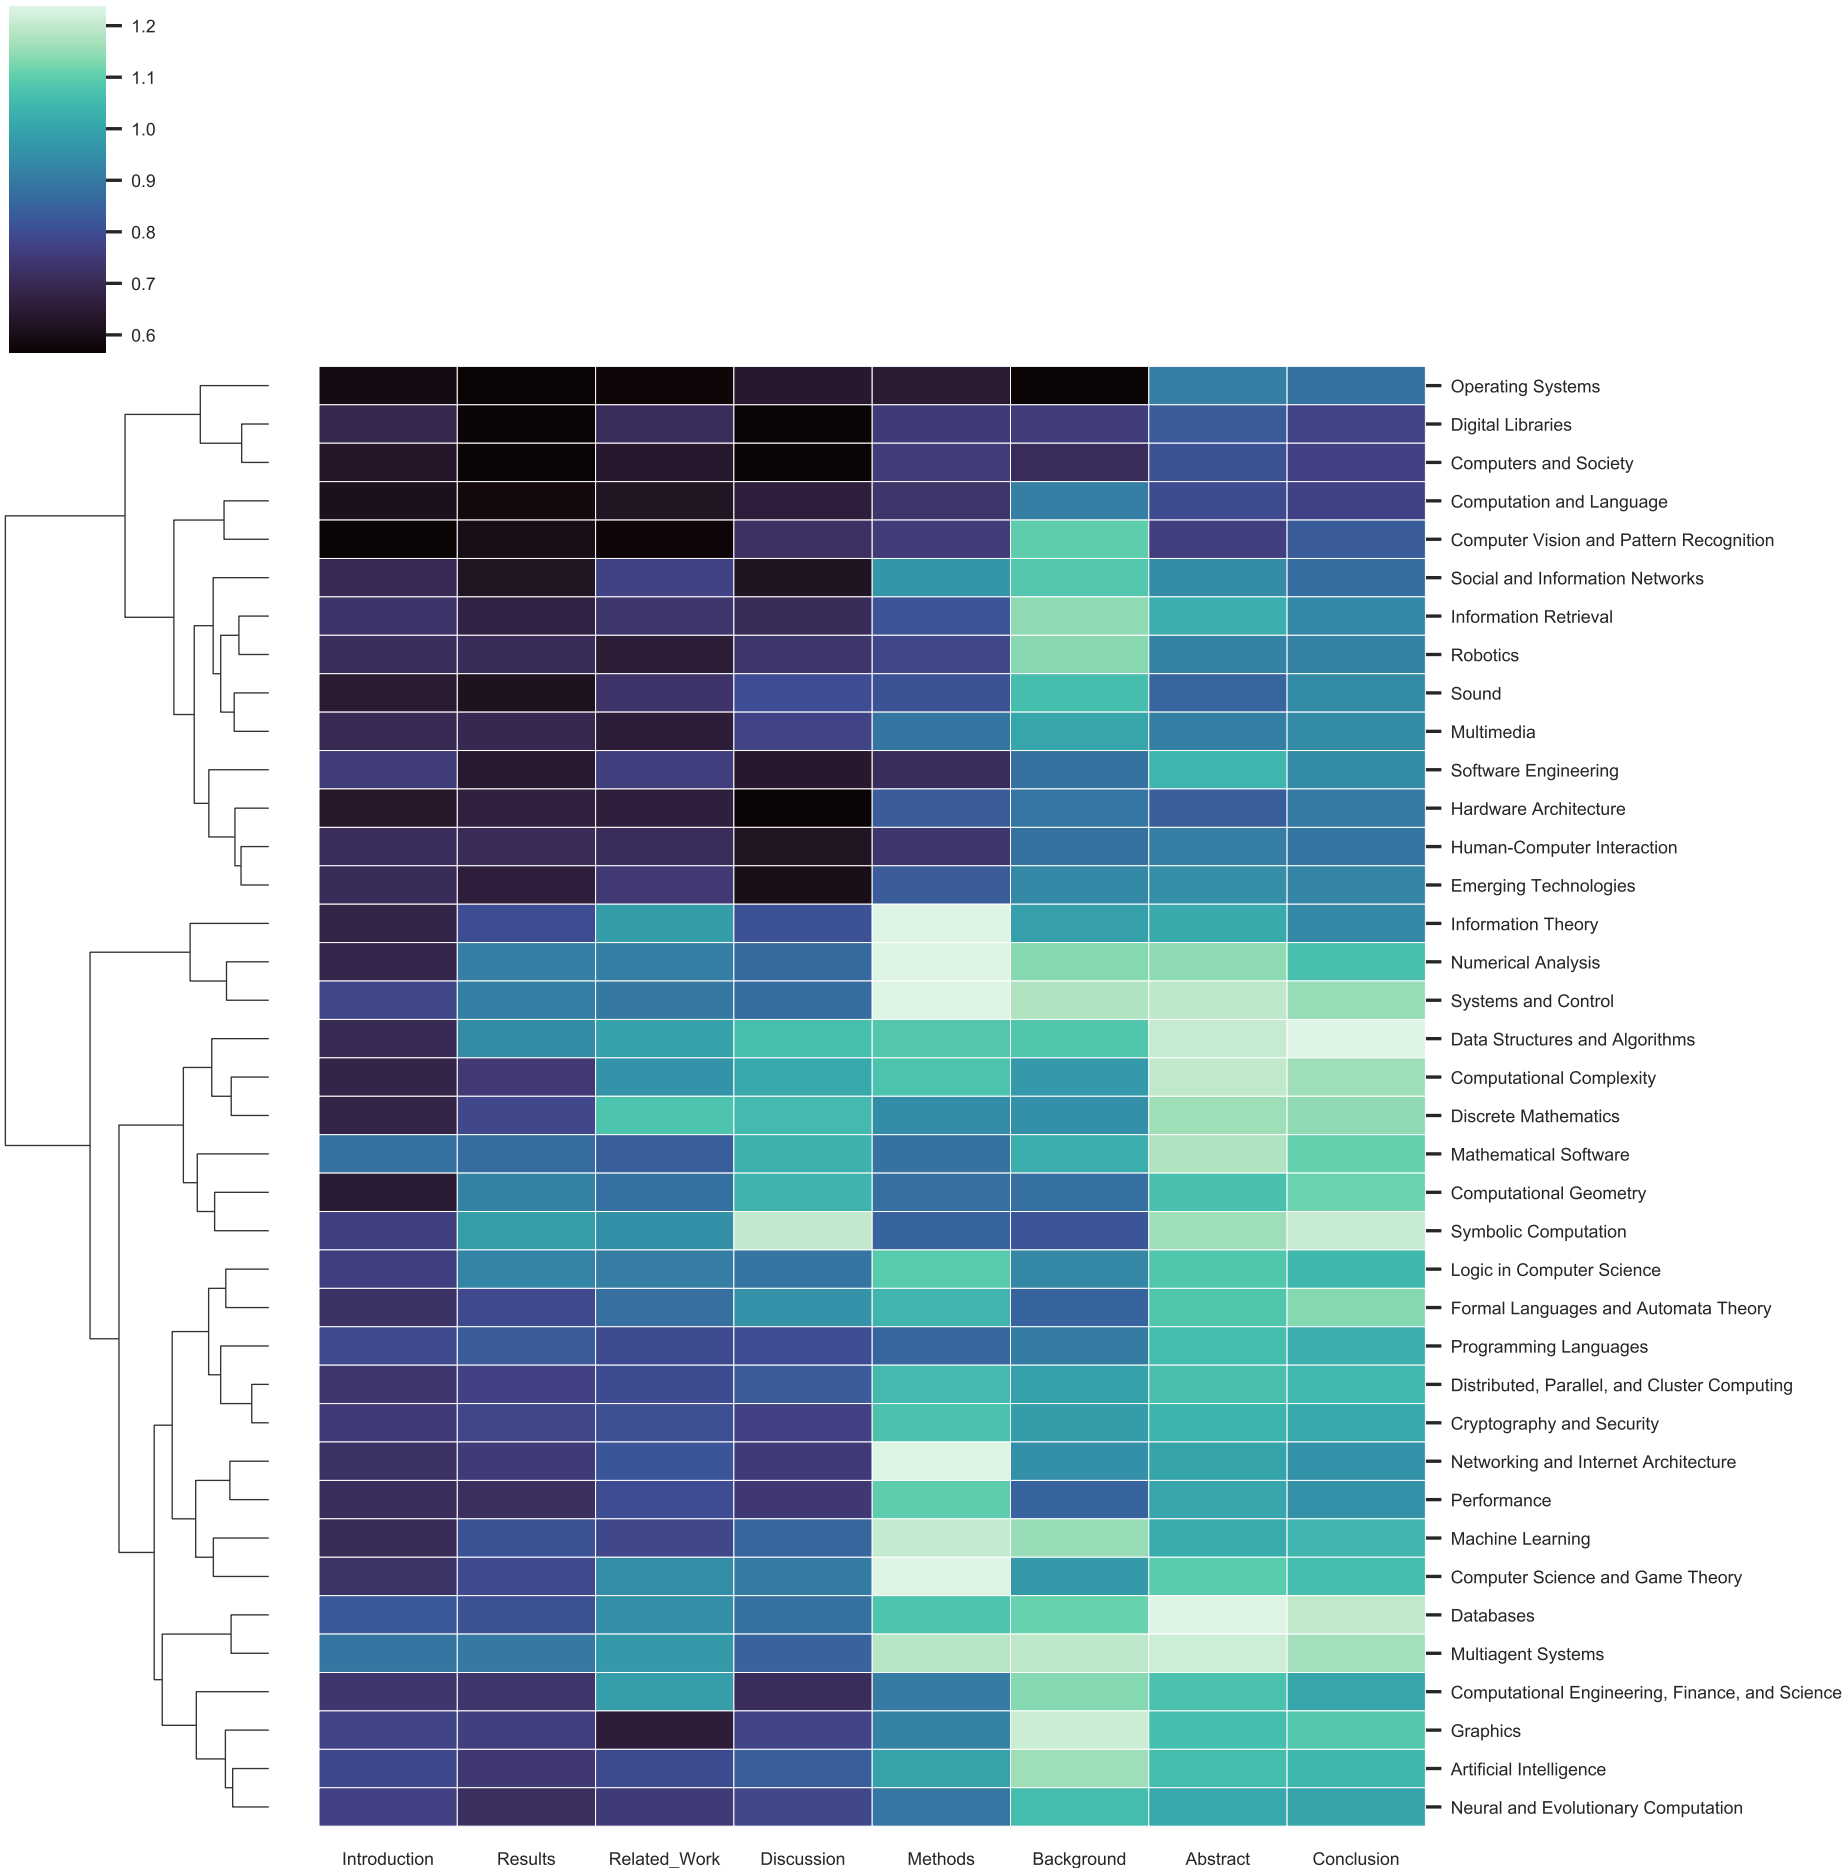 1.2
1.1
1.0
0.9
0.8
0.7
0.6
Operating Systems
Digital Libraries
Computers and Society
Computation and Language
Computer Vision and Pattern Recognition
Social and Information Networks
Information Retrieval
Robotics
Sound
Multimedia
Software Engineering
Hardware Architecture
Human-Computer Interaction
Emerging Technologies
Information Theory
Numerical Analysis
Systems and Control
Data Structures and Algorithms
Computational Complexity
Discrete Mathematics
Mathematical Software
Computational Geometry
Symbolic Computation
Logic in Computer Science
Formal Languages and Automata Theory
Programming Languages
Distributed, Parallel, and Cluster Computing
Cryptography and Security
Networking and Internet Architecture
Performance
Machine Learning
Computer Science and Game Theory
Databases
Multiagent Systems
Computational Engineering, Finance, and Science
Graphics
Artificial Intelligence
Neural and Evolutionary Computation
Introduction Results Related_Work Discussion Methods Background Abstract Conclusion